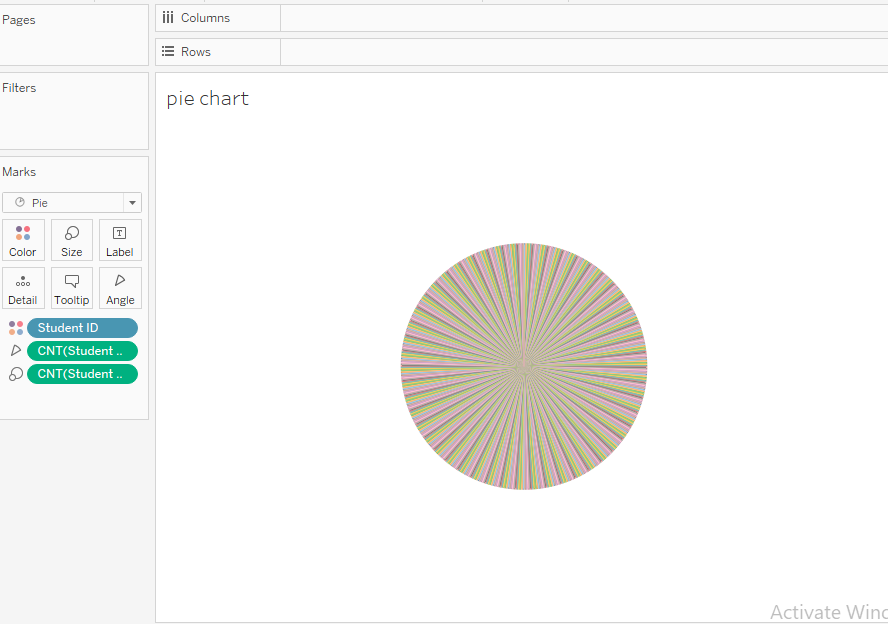 Pages
Columns
Rows
Filters
pie chart
Marks
Pie
Color
Size
T
Label
Detail
Tooltip
Angle
Student ID
CNT(Student ..
CNT(Student ..
Activate Winc